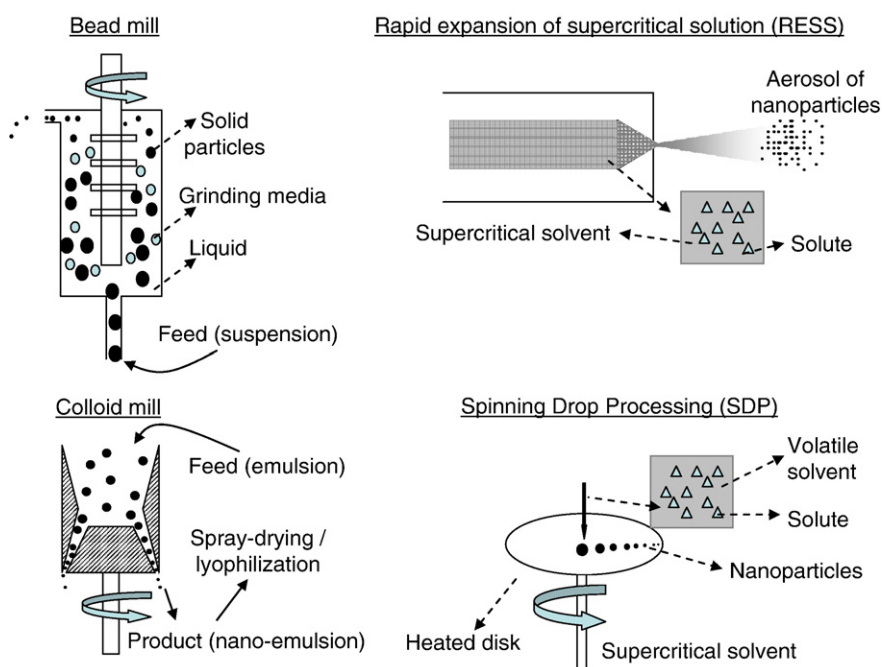 Bead mill
Solid
particles
Grinding media
Liquid
Feed (suspension)
Rapid expansion of supercritical solution (RESS)
Aerosol of
nanoparticles
Supercritical solvent
Solute
Colloid mill
Feed (emulsion)
Spray-drying /
lyophilization
Product (nano-emulsion)
Spinning Drop Processing (SDP)
Volatile
solvent
Solute
Nanoparticles
Heated disk
Supercritical solvent